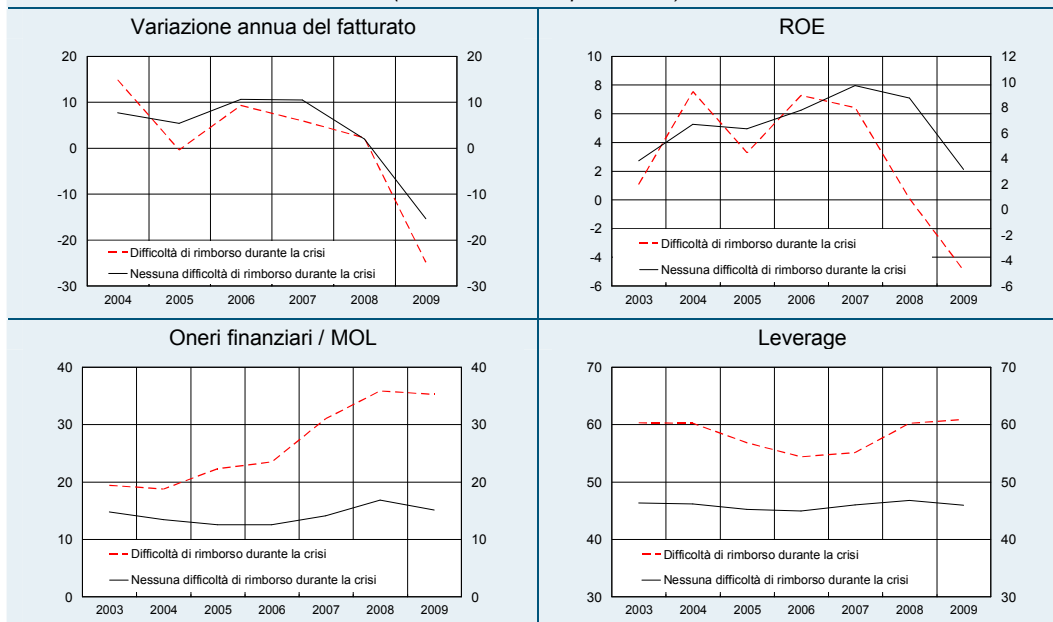 Variazione annua del fatturato
20 20
10 10
0 0
-10 -10
-20 -20
-30 -30
Difficoltà di rimborso durante la crisi
Nessuna difficoltà di rimborso durante la crisi
2004 2005 2006 2007 2008 2009
ROE
10 12
8 10
6 8
4 6
2 4
0 2
-2 0
-4 -2
-6 -4
-6
Difficoltà di rimborso durante la crisi
Nessuna difficoltà di rimborso durante la crisi
2003 2004 2005 2006 2007 2008 2009
Oneri finanziari / MOL
40 40
30 30
20 20
10 10
0 0
Difficoltà di rimborso durante la crisi
Nessuna difficoltà di rimborso durante la crisi
2003 2004 2005 2006 2007 2008 2009
Leverage
70 70
60 60
50 50
40 40
30 30
Difficoltà di rimborso durante la crisi
Nessuna difficoltà di rimborso durante la crisi
2003 2004 2005 2006 2007 2008 2009